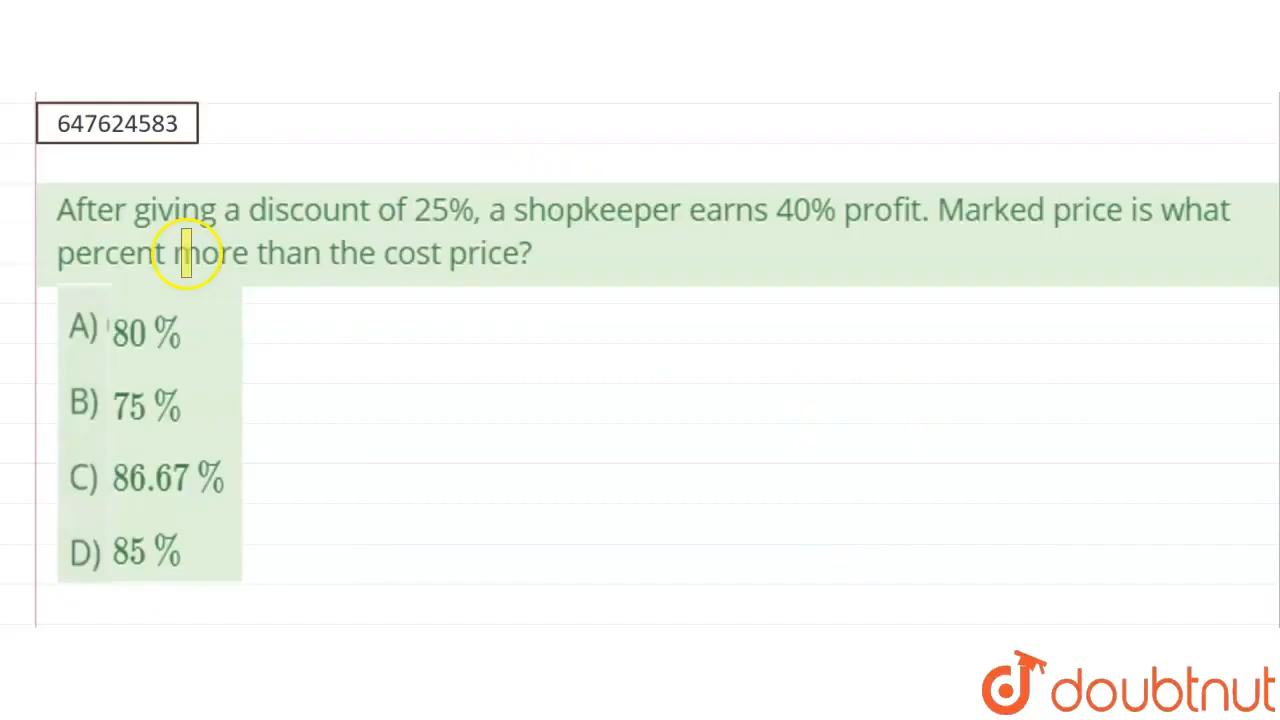 647624583
After giving a discount of 25%, a shopkeeper earns 40% profit. Marked price is what
percent more than the cost price?
A) 80 %
B) 75 %
C) 86.67 %
D) 85 %
doubtnut